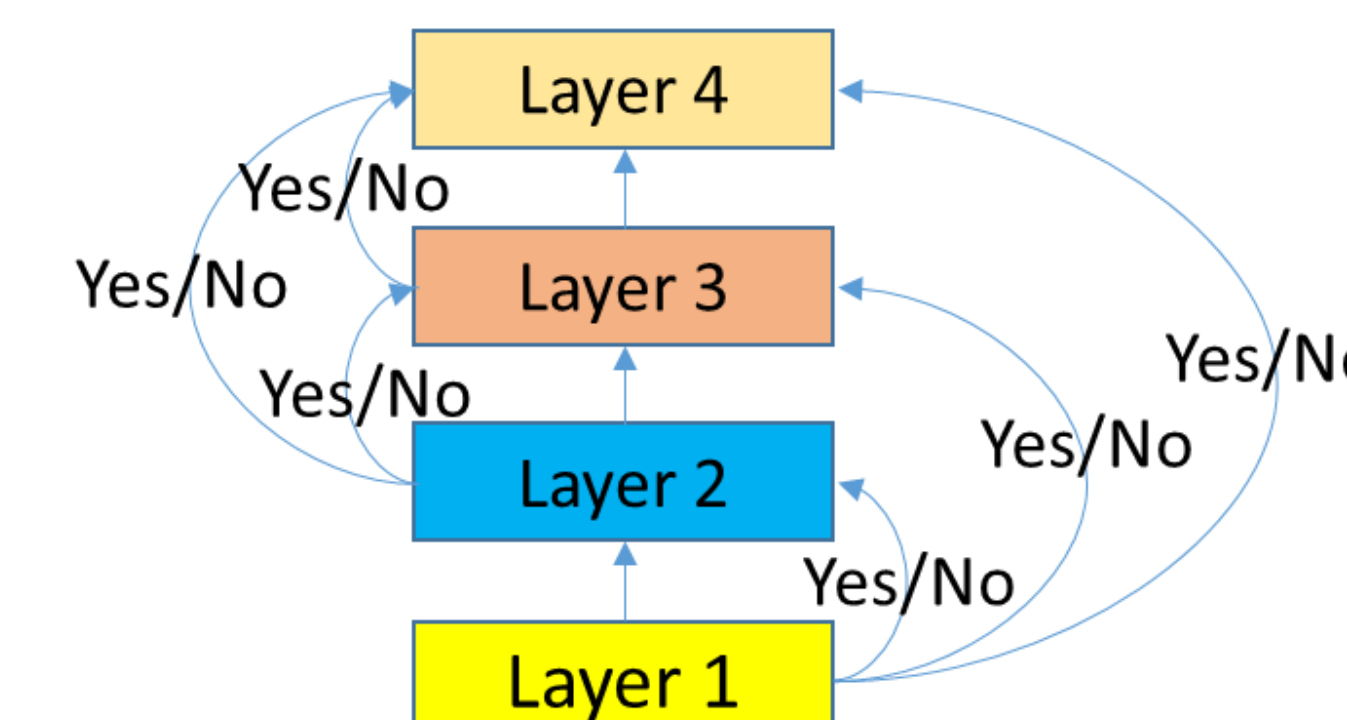 Layer 4
Yes/No
Yes/No
Layer 3
Yes/No
Yes/No
Yes/No
Layer 2
Yes/No
Layer 1